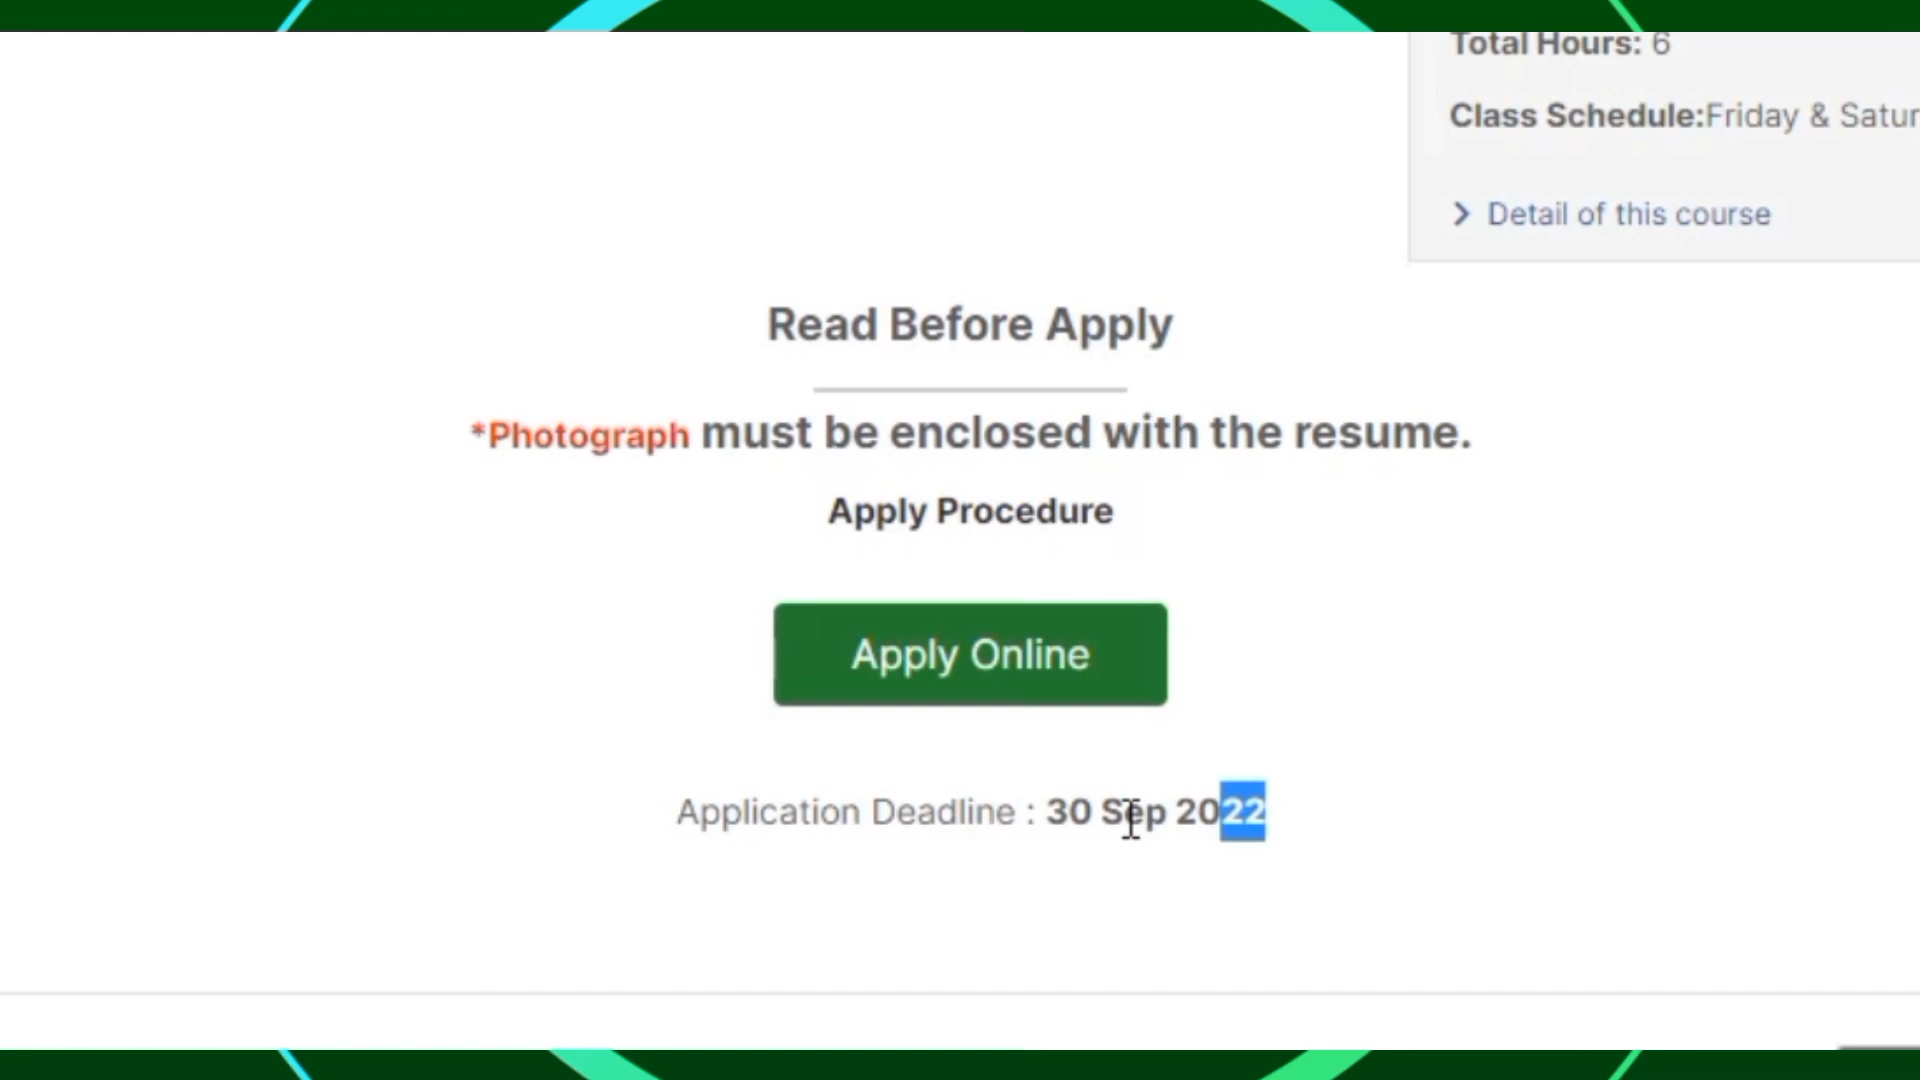 Total Hours: 6
Class Schedule:Friday & Satur
Detail of this course
Read Before Apply
*Photograph must be enclosed with the resume.
Apply Procedure
Apply Online
Application Deadline : 30 Sep 2022